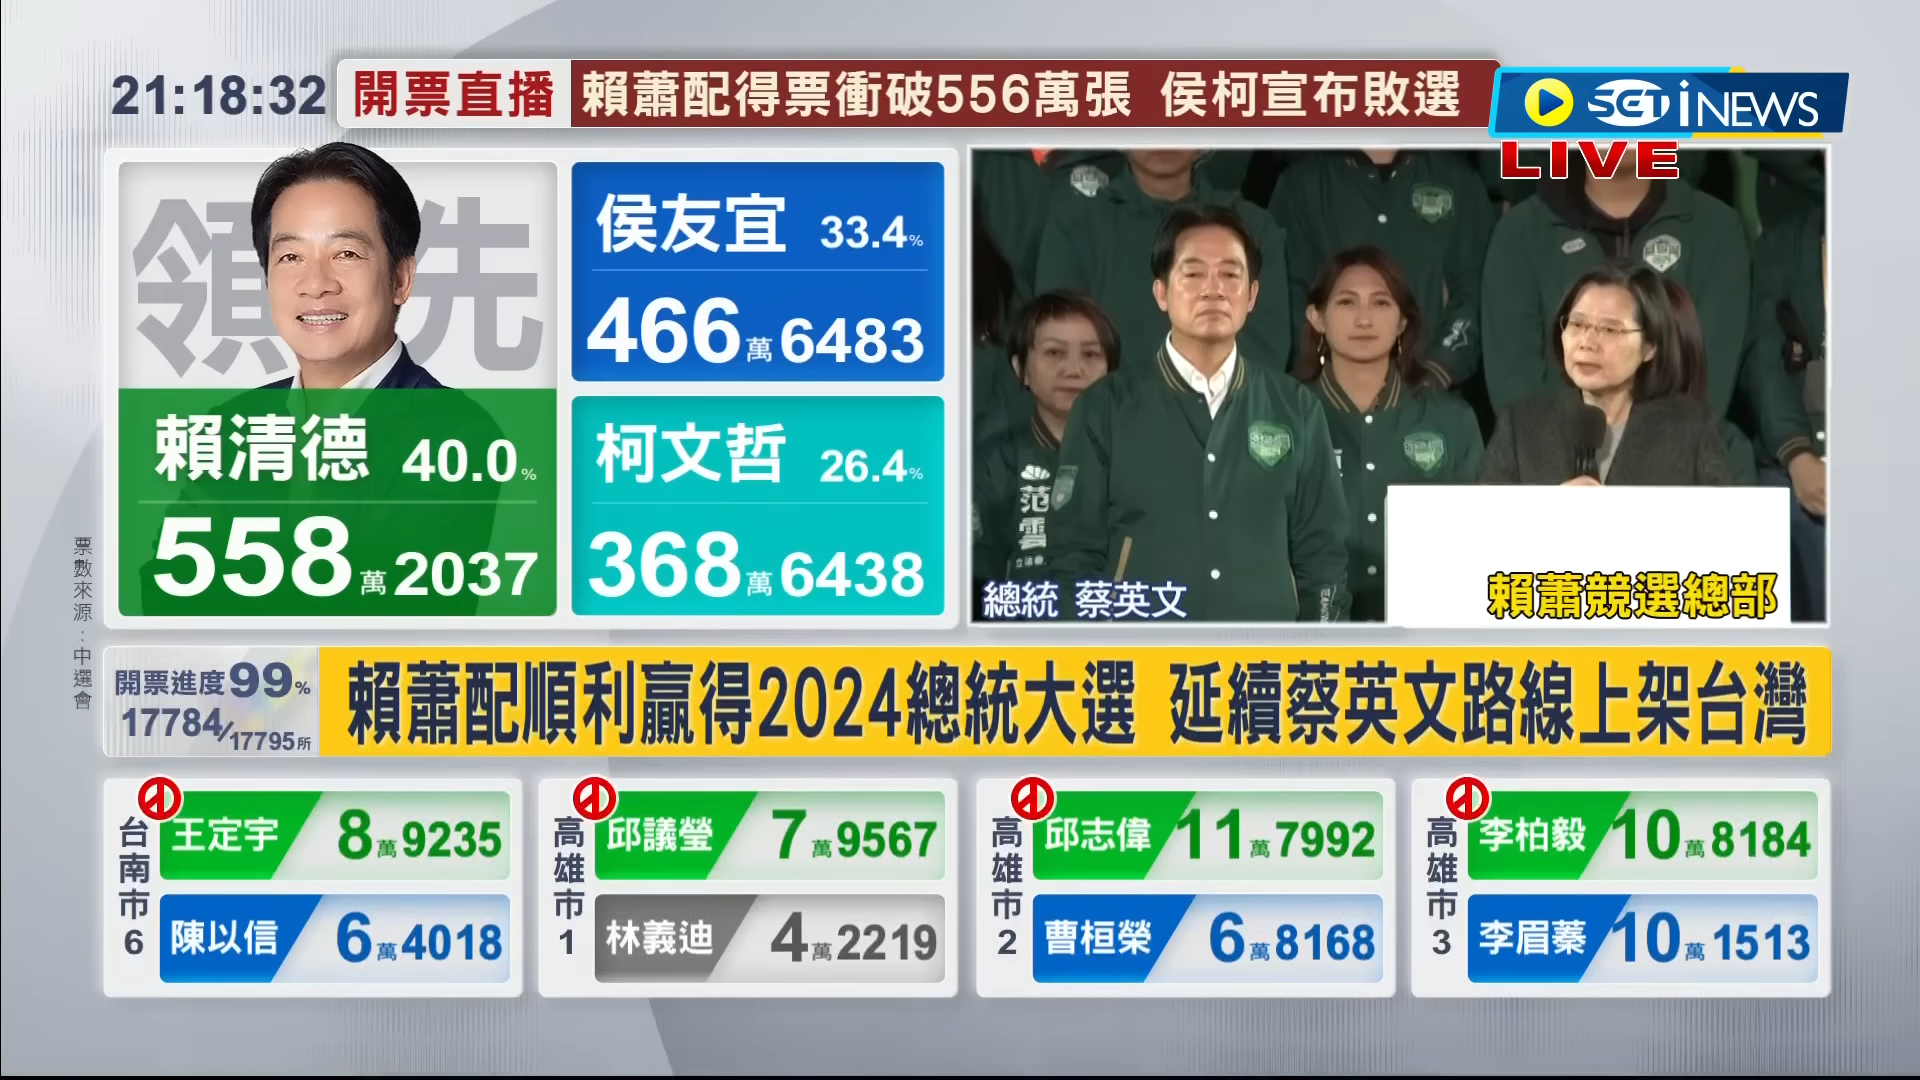 21:18:32
開票直播
賴蕭配得票衝破556萬張 侯柯宣布敗選
SETi NEWS
LIVE
領先
賴清德 40.0%
558萬2037
侯友宜 33.4%
466萬6483
柯文哲 26.4%
368萬6438
票數來源:中選會
范雲
立法委
總統 蔡英文
賴蕭競選總部
開票進度99%
17784/17795所
賴蕭配順利贏得2024總統大選 延續蔡英文路線上架台灣
台南市6
王定宇 8萬9235
陳以信 6萬4018
高雄市1
邱議瑩 7萬9567
林義迪 4萬2219
高雄市2
邱志偉 11萬7992
曹桓榮 6萬8168
高雄市3
李柏毅 10萬8184
李眉蓁 10萬1513